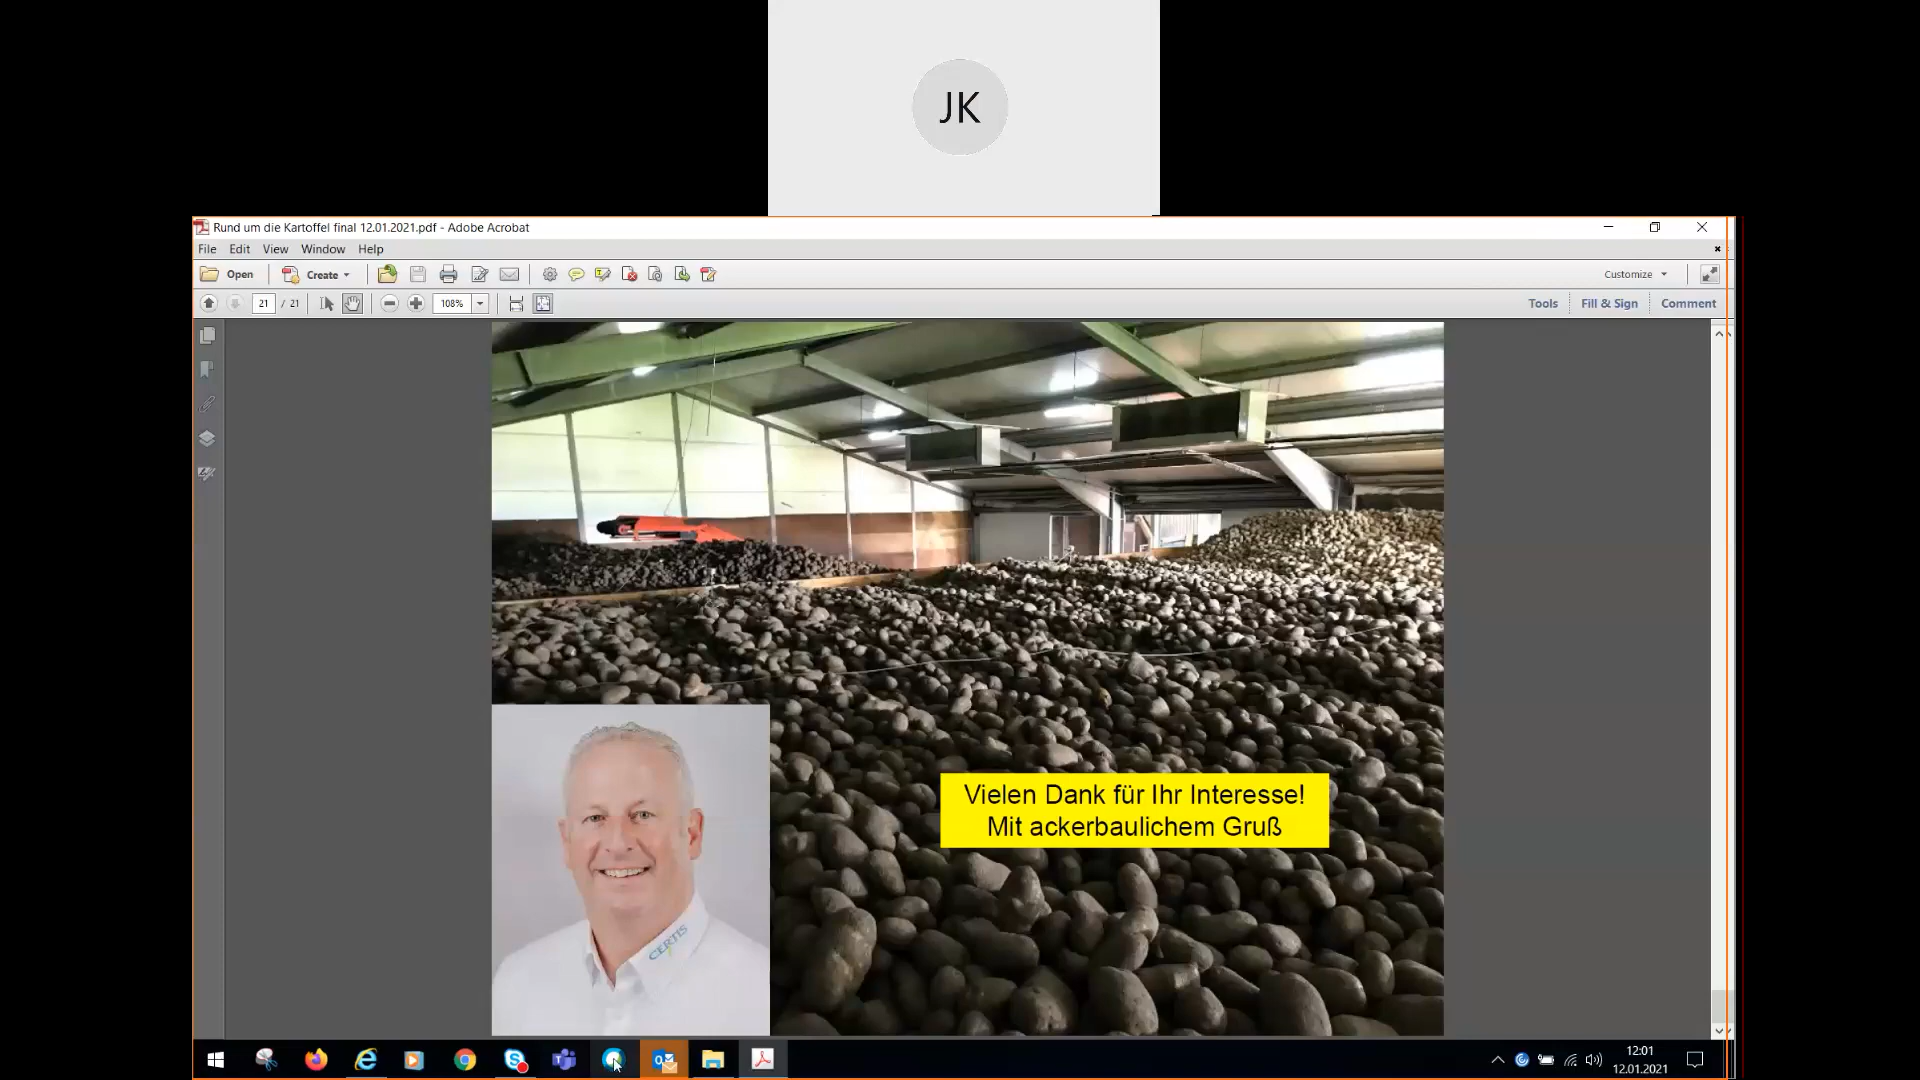 JK
Rund um die Kartoffel final 12.01.2021.pdf - Adobe Acrobat
File Edit View Window Help
Open Create Customize
21 / 21 108% Tools Fill & Sign Comment
CERTIS
Vielen Dank für Ihr Interesse!
Mit ackerbaulichem Gruß
12:01
12.01.2021